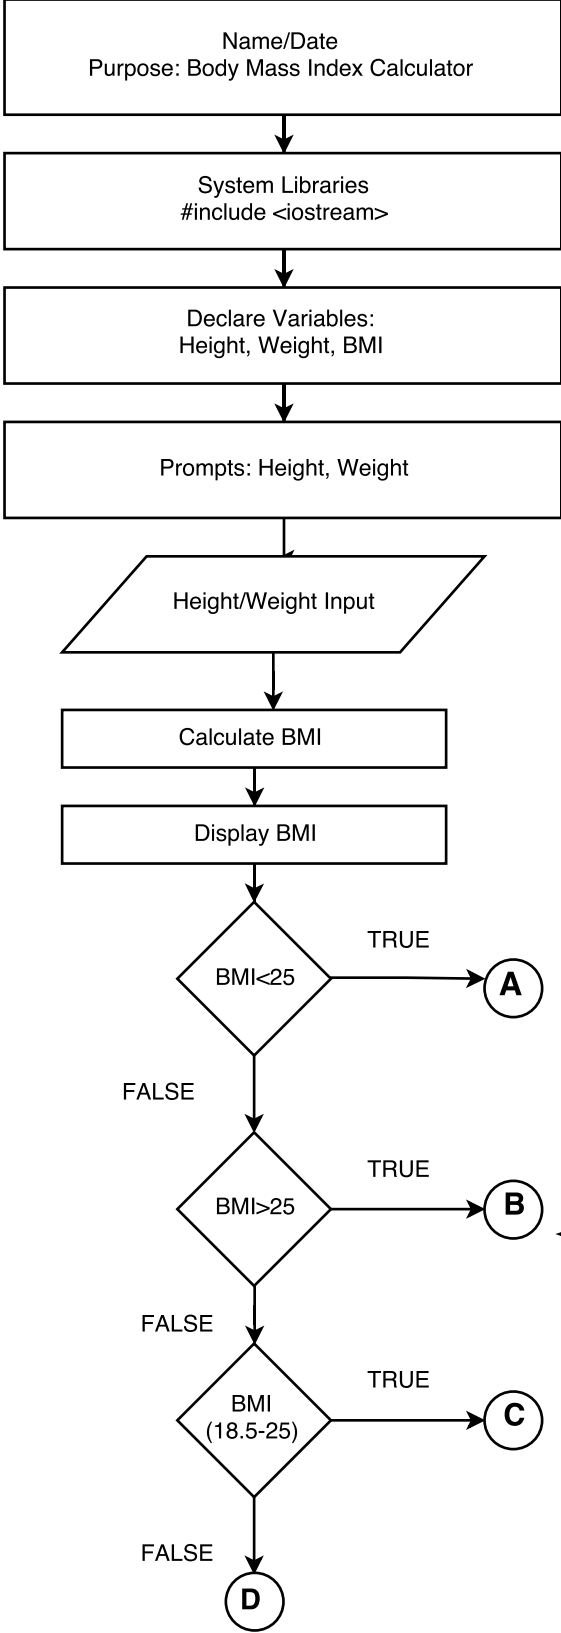 Name/Date
Purpose: Body Mass Index Calculator
System Libraries
#include <iostream>
Declare Variables:
Height, Weight, BMI
Prompts: Height, Weight
Height/Weight Input
Calculate BMI
Display BMI
BMI<25
TRUE
A
FALSE
BMI>25
TRUE
B
FALSE
BMI
(18.5-25)
TRUE
C
FALSE
D